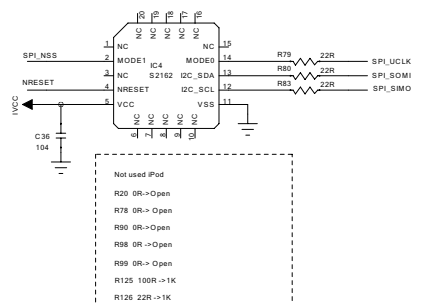 20 NC
19 NC
18 NC
17 NC
16 NC
1 NC
NC 15
SPI_NSS 2 MODE1
MODE0 14 R79 22R SPI_UCLK
IC4
S2162
3 NC
I2C_SDA 13 R80 22R SPI_SOMI
NRESET 4 NRESET
I2C_SCL 12 R83 22R SPI_SIMO
IVCC
5 VCC
VSS 11
6 NC
7 NC
8 NC
9 NC
10 NC
C36
104
Not used iPod
R20 0R->Open
R78 0R->Open
R90 0R->Open
R98 0R ->Open
R99 0R-> Open
R125 100R ->1K
R126 22R ->1K